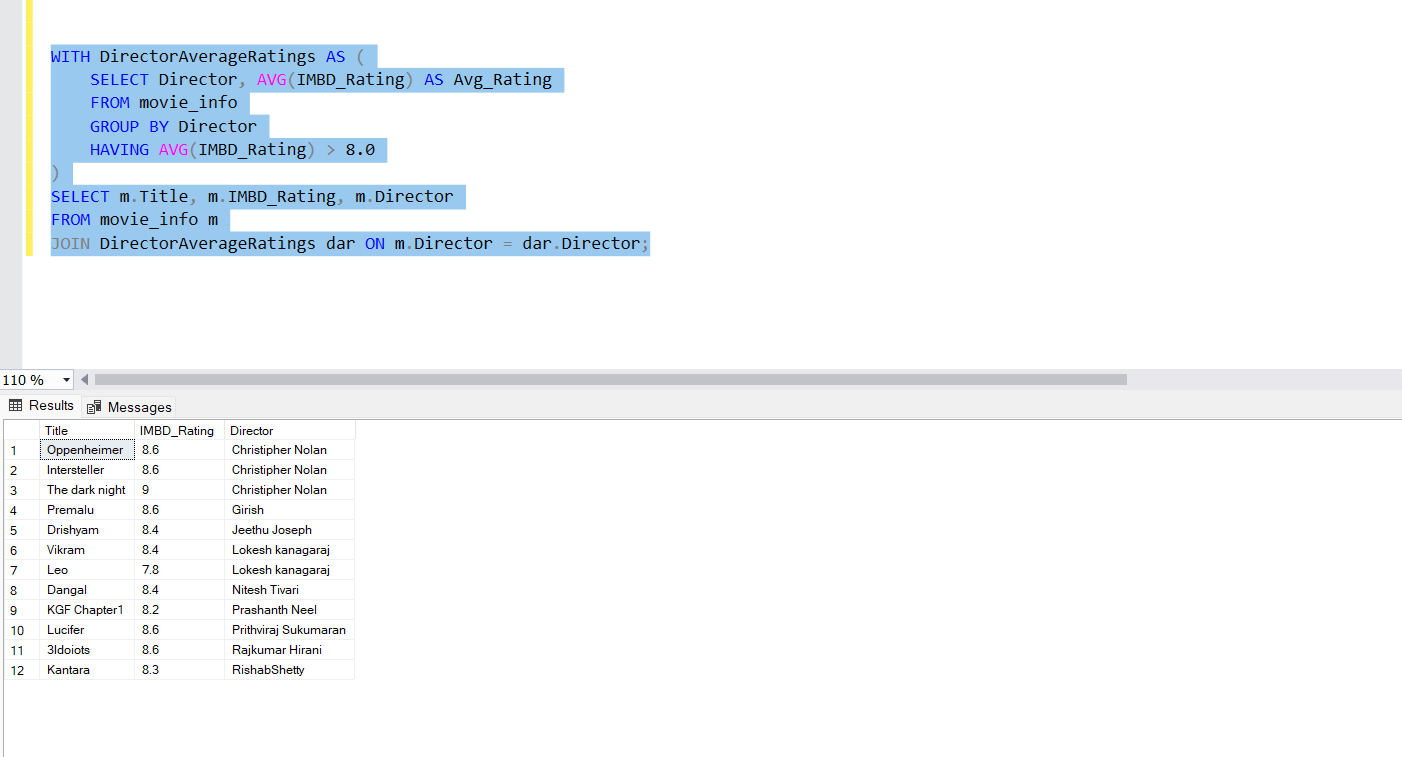 WITH DirectorAverageRatings AS (
SELECT Director, AVG(IMBD_Rating) AS Avg_Rating
FROM movie_info
GROUP BY Director
HAVING AVG(IMBD_Rating) > 8.0
)
SELECT m.Title, m.IMBD_Rating, m.Director
FROM movie_info m
JOIN DirectorAverageRatings dar ON m.Director = dar.Director;
110 %
Results Messages
Title IMBD_Rating Director
1 Oppenheimer 8.6 Christipher Nolan
2 Intersteller 8.6 Christipher Nolan
3 The dark night 9 Christipher Nolan
4 Premalu 8.6 Girish
5 Drishyam 8.4 Jeethu Joseph
6 Vikram 8.4 Lokesh kanagaraj
7 Leo 7.8 Lokesh kanagaraj
8 Dangal 8.4 Nitesh Tivari
9 KGF Chapter1 8.2 Prashanth Neel
10 Lucifer 8.6 Prithviraj Sukumaran
11 3Idoiots 8.6 Rajkumar Hirani
12 Kantara 8.3 RishabShetty